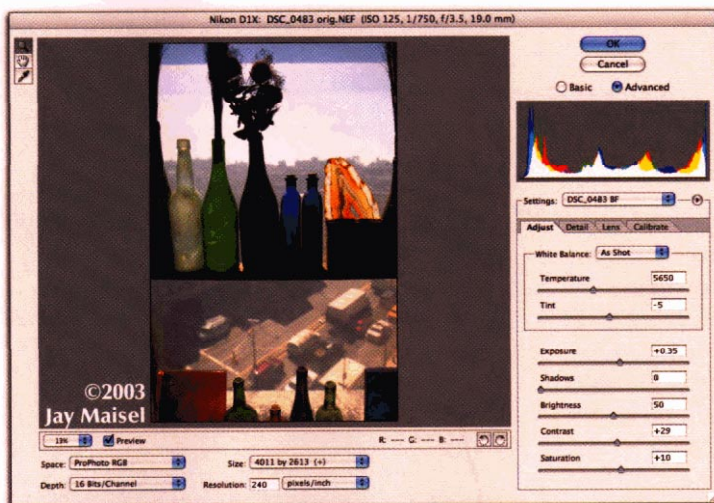 Nikon D1X: DSC_0483 orig.NEF (ISO 125, 1/750, f/3.5, 19.0 mm)
OK
Cancel
Basic Advanced
Settings: DSC_0483 BF
Adjust Detail Lens Calibrate
White Balance: As Shot
Temperature 5650
Tint -5
Exposure +0.35
Shadows 0
Brightness 50
Contrast +29
Saturation +10
©2003
Jay Maisel
13% Preview R: --- G: --- B: ---
Space: ProPhoto RGB Size: 4011 by 2613 (+)
Depth: 16 Bits/Channel Resolution: 240 pixels/inch